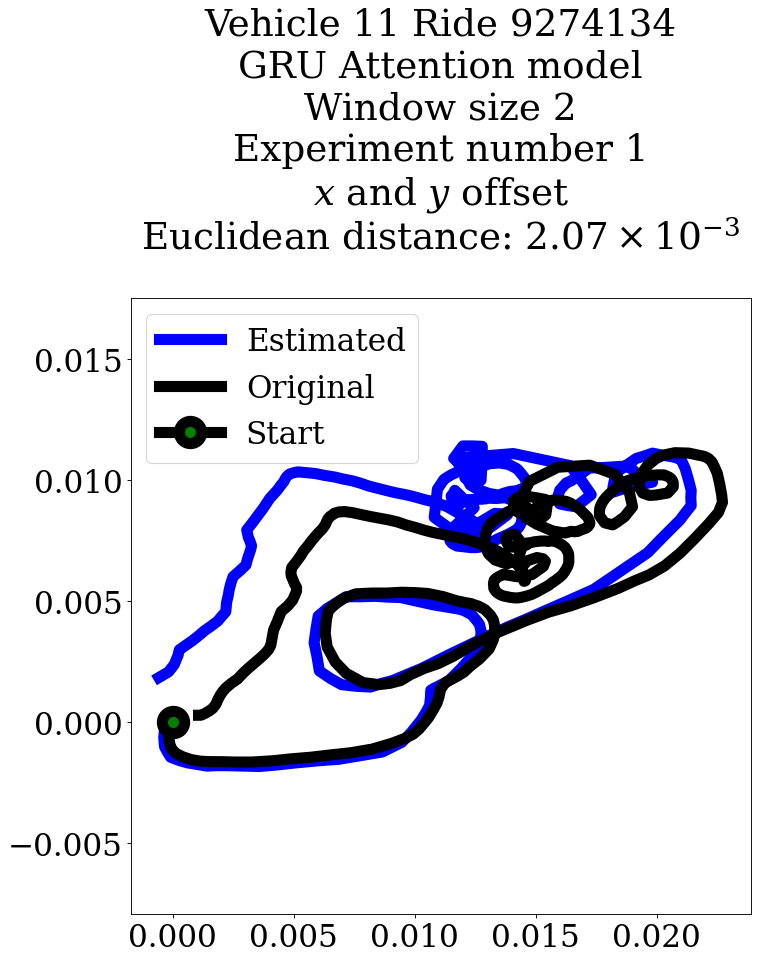 Vehicle 11 Ride 9274134
GRU Attention model
Window size 2
Experiment number 1
x and y offset
Euclidean distance: 2.07 × 10⁻³
Estimated
Original
Start
0.015
0.010
0.005
0.000
−0.005
0.000 0.005 0.010 0.015 0.020